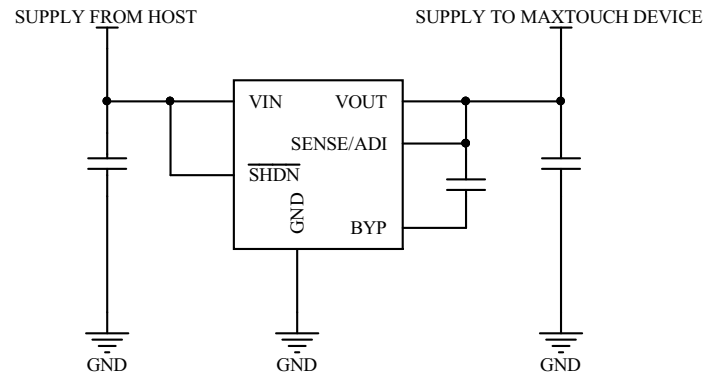 SUPPLY FROM HOST
SUPPLY TO MAXTOUCH DEVICE
VIN
VOUT
SENSE/ADI
SHDN
GND
BYP
GND
GND
GND